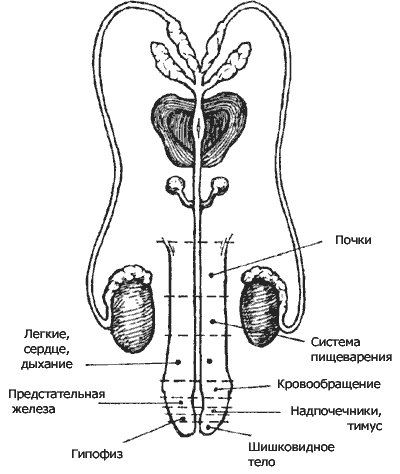 Почки
Легкие,
сердце,
дыхание
Система
пищеварения
Предстательная
железа
Кровообращение
Надпочечники,
тимус
Гипофиз
Шишковидное
тело